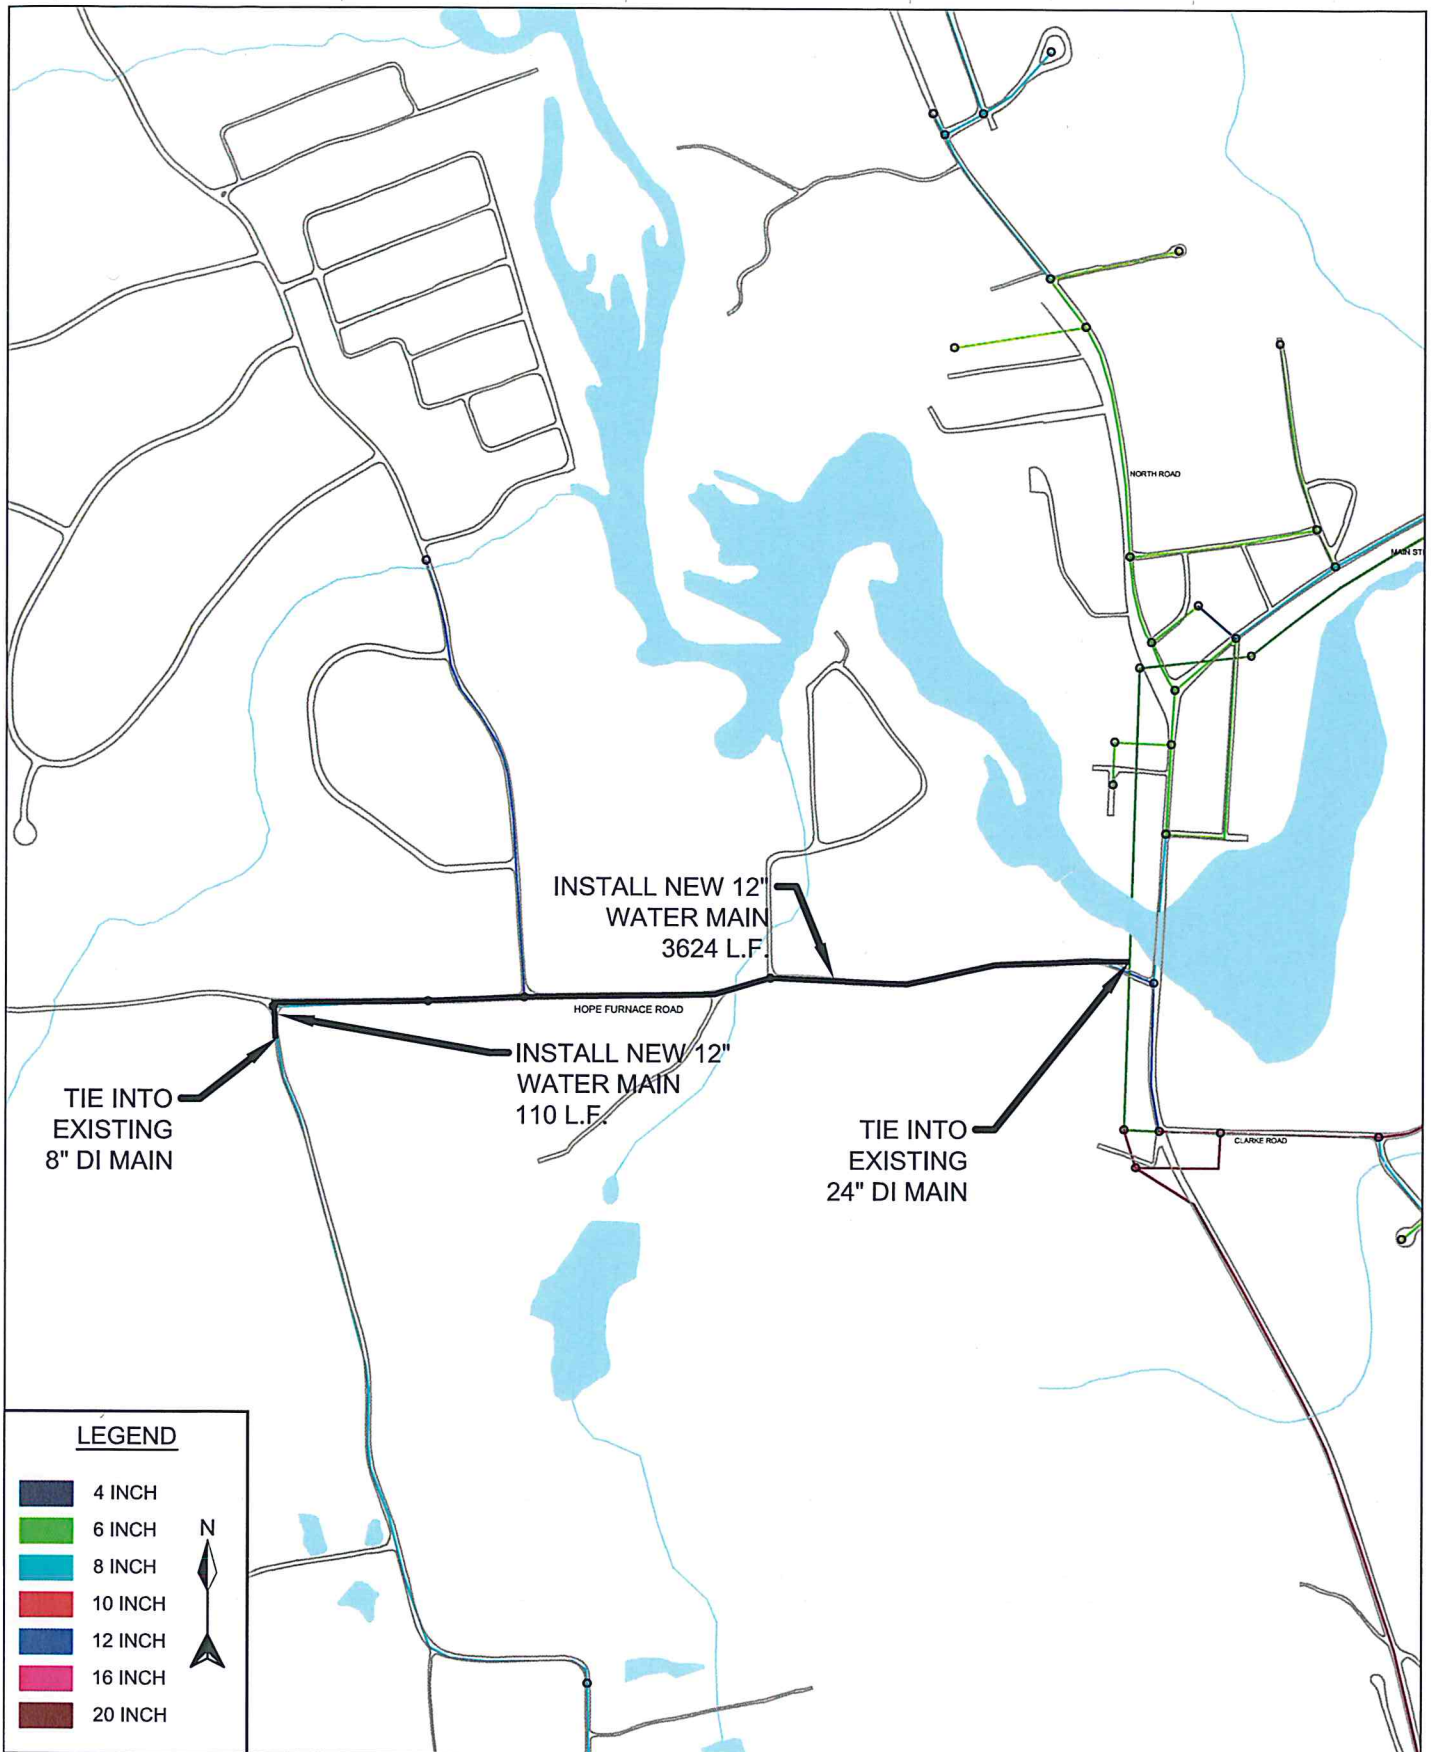 NORTH ROAD
MAIN ST
INSTALL NEW 12"
WATER MAIN
3624 L.F.
HOPE FURNACE ROAD
INSTALL NEW 12"
WATER MAIN
110 L.F.
TIE INTO
EXISTING
8" DI MAIN
TIE INTO
EXISTING
24" DI MAIN
CLARKE ROAD
LEGEND
4 INCH
6 INCH
8 INCH
10 INCH
12 INCH
16 INCH
20 INCH
N